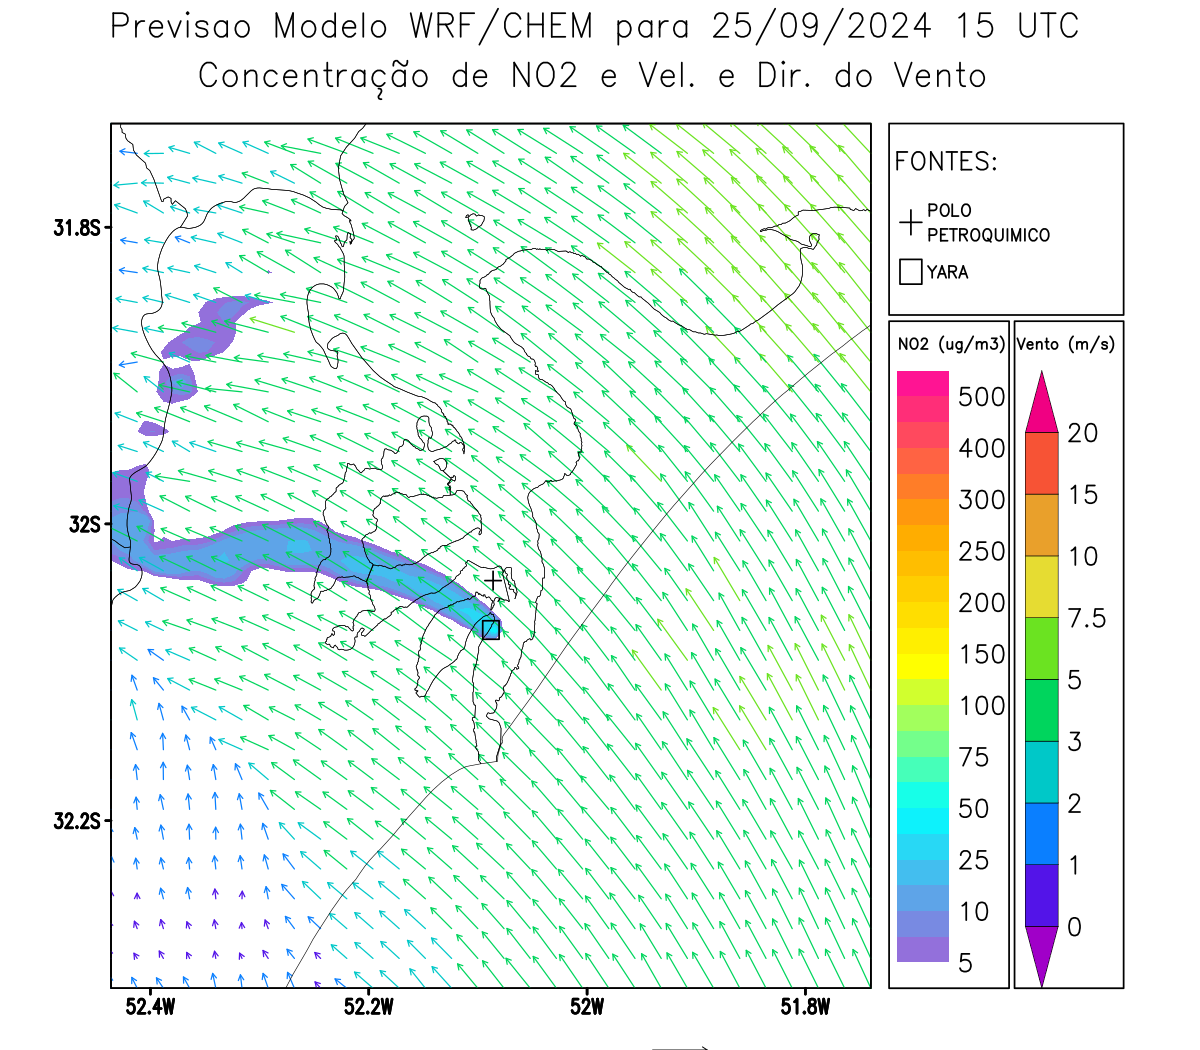 Previsao Modelo WRF/CHEM para 25/09/2024 15 UTC
Concentração de NO2 e Vel. e Dir. do Vento
FONTES:
POLO
PETROQUIMICO
YARA
NO2 (ug/m3)
500
400
300
250
200
150
100
75
50
25
10
5
Vento (m/s)
20
15
10
7.5
5
3
2
1
0
31.8S
32S
32.2S
52.4W
52.2W
52W
51.8W